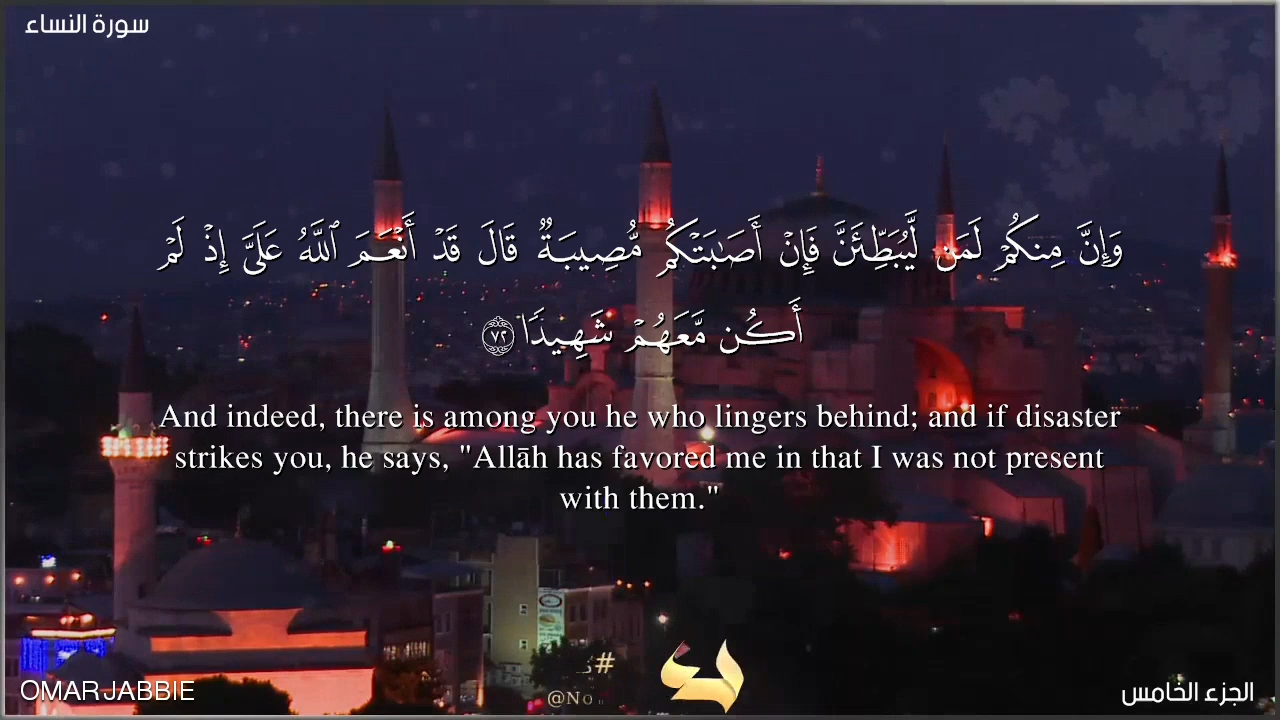 سورة النساء
وَإِنَّ مِنكُمْ لَمَن لَّيُبَطِّئَنَّ فَإِنْ أَصَـٰبَتْكُم مُّصِيبَةٌ قَالَ قَدْ أَنْعَمَ ٱللَّهُ عَلَىَّ إِذْ لَمْ
أَكُن مَّعَهُمْ شَهِيدًا ٧٢
And indeed, there is among you he who lingers behind; and if disaster
strikes you, he says, "Allāh has favored me in that I was not present
with them."
#
@No
OMAR JABBIE
الجزء الخامس